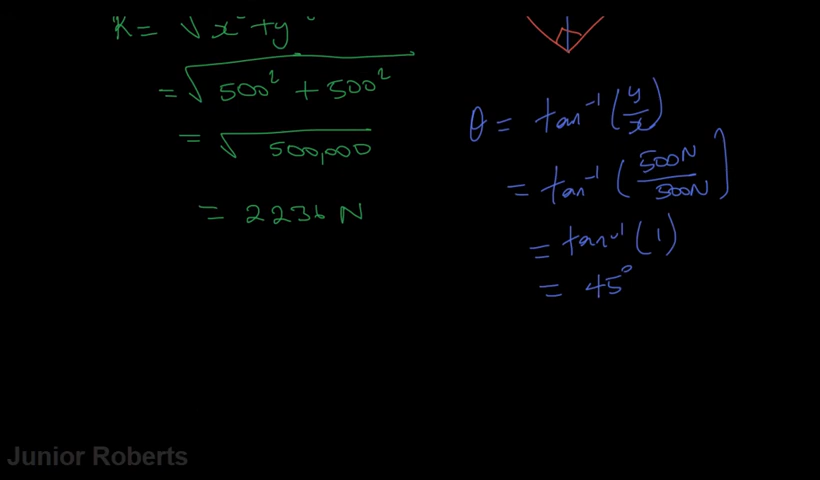 R = √x² + y²
= √500² + 500²
= √500,000
= 2236 N
θ = tan⁻¹ (y/x)
= tan⁻¹ (500N/500N)
= tan⁻¹ (1)
= 45°
Junior Roberts